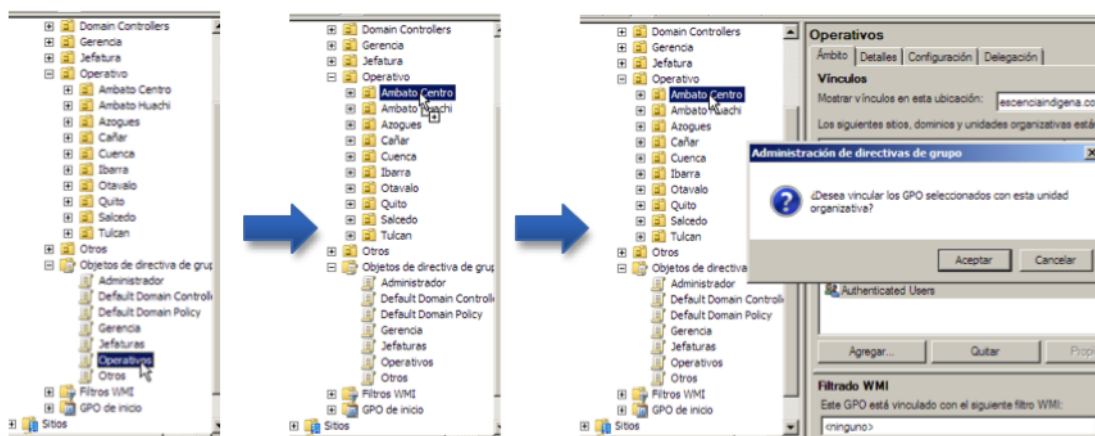 Domain Controllers
Gerencia
Jefatura
Operativo
Ambato Centro
Ambato Huachi
Azogues
Cañar
Cuenca
Ibarra
Otavalo
Quito
Salcedo
Tulcan
Otros
Objetos de directiva de grup
Administrador
Default Domain Controlle
Default Domain Policy
Gerencia
Jefaturas
Operativos
Otros
Filtros WMI
GPO de inicio
Sitios
Domain Controllers
Gerencia
Jefatura
Operativo
Ambato Centro
Ambato Huachi
Azogues
Cañar
Cuenca
Ibarra
Otavalo
Quito
Salcedo
Tulcan
Otros
Objetos de directiva de grup
Administrador
Default Domain Controlle
Default Domain Policy
Gerencia
Jefaturas
Operativos
Otros
Filtros WMI
GPO de inicio
Sitios
Domain Controllers
Gerencia
Jefatura
Operativo
Ambato Centro
Ambato Huachi
Azogues
Cañar
Cuenca
Ibarra
Otavalo
Quito
Salcedo
Tulcan
Otros
Objetos de directiva
Administrador
Default Domain Controlle
Default Domain Policy
Gerencia
Jefaturas
Operativos
Otros
Filtros WMI
GPO de inicio
Sitios
Operativos
Ámbito Detalles Configuración Delegación
Vínculos
Mostrar vínculos en esta ubicación: escenciaindigena.co
Los siguientes sitios, dominios y unidades organizativas está
Administración de directivas de grupo
¿Desea vincular los GPO seleccionados con esta unidad
organizativa?
Aceptar Cancelar
Authenticated Users
Agregar... Quitar Propi
Filtrado WMI
Este GPO está vinculado con el siguiente filtro WMI:
<ninguno>